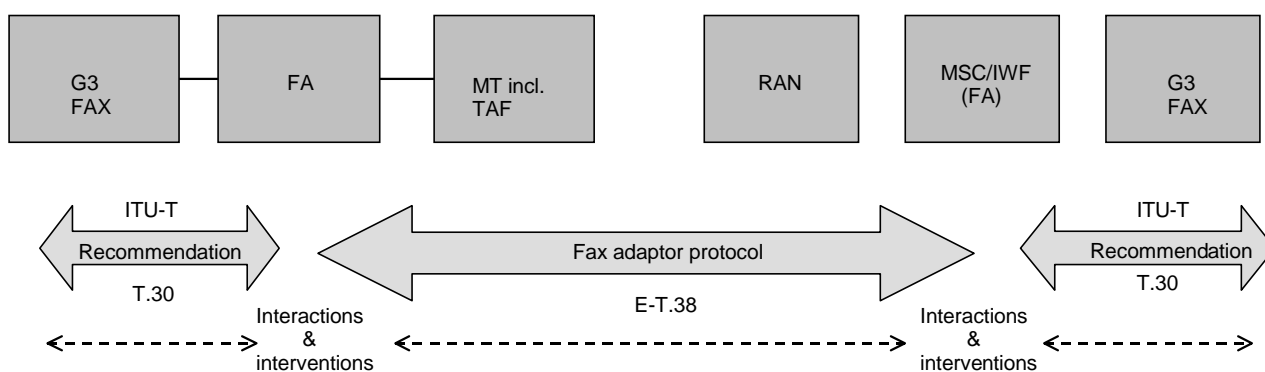 G3
FAX
FA
MT incl.
TAF
RAN
MSC/IWF
(FA)
G3
FAX
ITU-T
Recommendation
T.30
Fax adaptor protocol
E-T.38
ITU-T
Recommendation
T.30
Interactions
&
interventions
Interactions
&
interventions